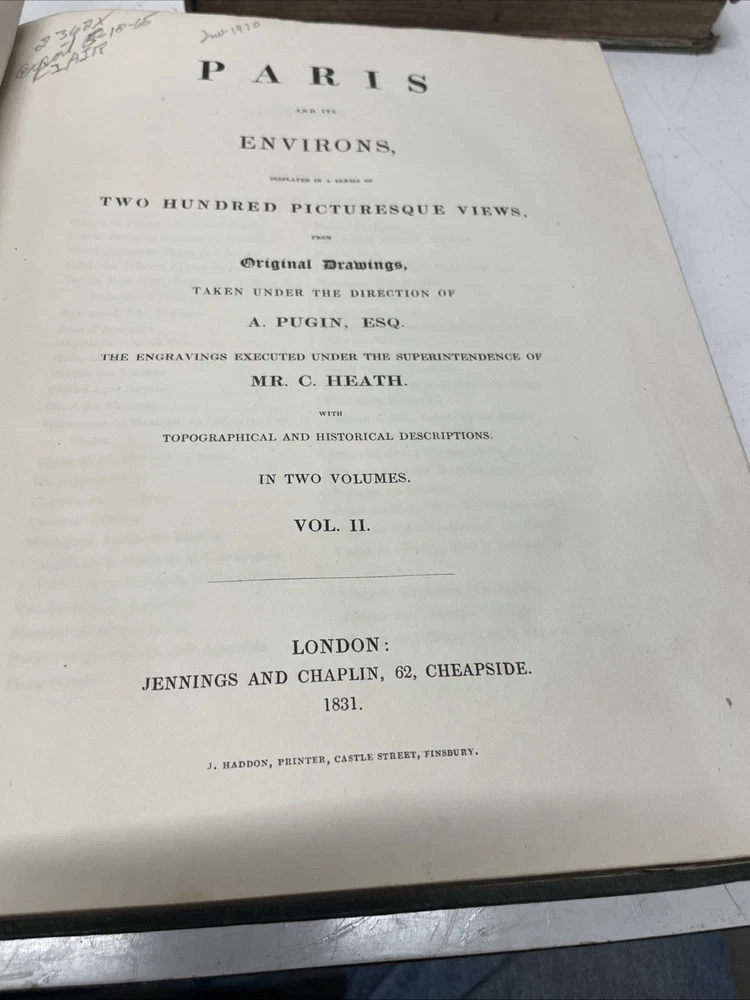 Inv 1970
PARIS
AND ITS
ENVIRONS,
DISPLAYED IN A SERIES OF
TWO HUNDRED PICTURESQUE VIEWS,
FROM
Original Drawings,
TAKEN UNDER THE DIRECTION OF
A. PUGIN, ESQ.
THE ENGRAVINGS EXECUTED UNDER THE SUPERINTENDENCE OF
MR. C. HEATH.
WITH
TOPOGRAPHICAL AND HISTORICAL DESCRIPTIONS.
IN TWO VOLUMES.
VOL. II.
LONDON:
JENNINGS AND CHAPLIN, 62, CHEAPSIDE.
1831.
J. HADDON, PRINTER, CASTLE STREET, FINSBURY.